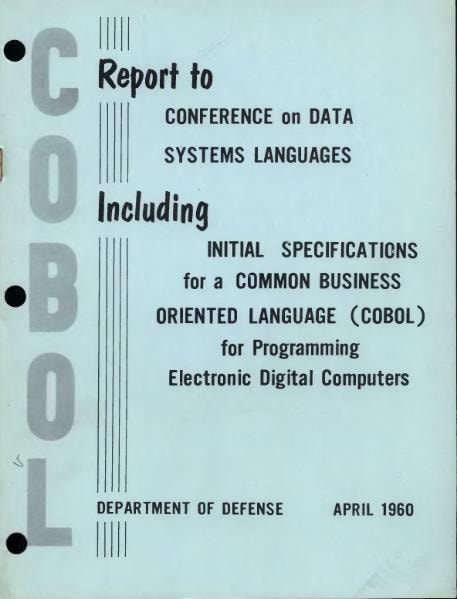 COBOL
Report to
CONFERENCE on DATA
SYSTEMS LANGUAGES
Including
INITIAL SPECIFICATIONS
for a COMMON BUSINESS
ORIENTED LANGUAGE (COBOL)
for Programming
Electronic Digital Computers
DEPARTMENT OF DEFENSE APRIL 1960